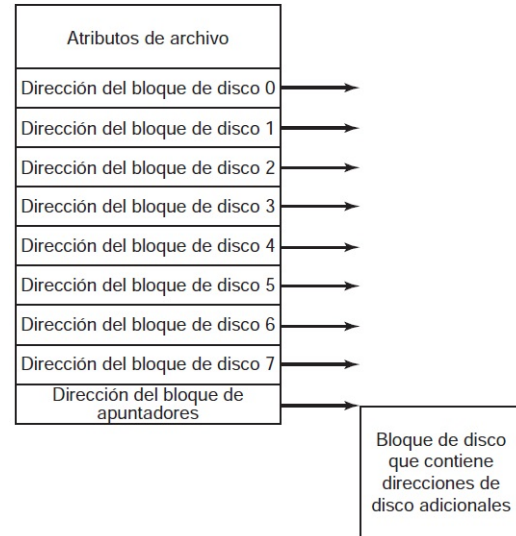 Atributos de archivo
Dirección del bloque de disco 0
Dirección del bloque de disco 1
Dirección del bloque de disco 2
Dirección del bloque de disco 3
Dirección del bloque de disco 4
Dirección del bloque de disco 5
Dirección del bloque de disco 6
Dirección del bloque de disco 7
Dirección del bloque de
apuntadores
Bloque de disco
que contiene
direcciones de
disco adicionales